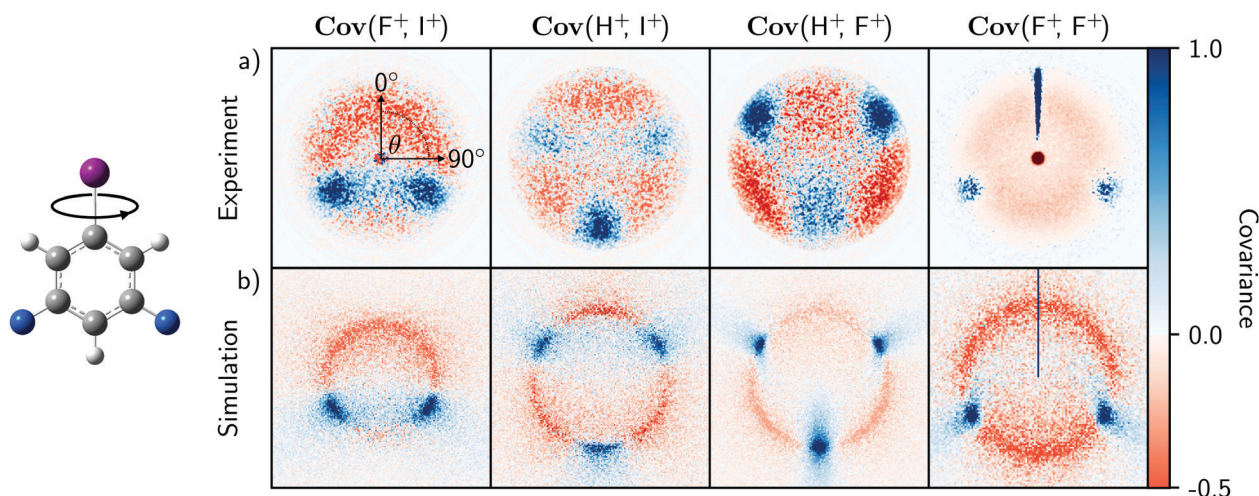 Cov(F⁺, I⁺) Cov(H⁺, I⁺) Cov(H⁺, F⁺) Cov(F⁺, F⁺)
a)
Experiment
0°
θ
90°
b)
Simulation
1.0
0.0
-0.5
Covariance